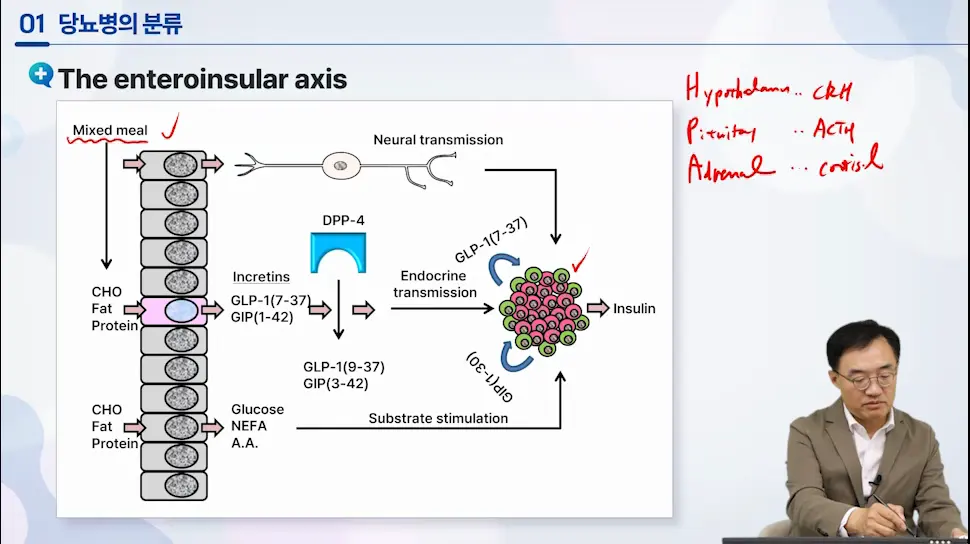 01 당뇨병의 분류
The enteroinsular axis
Mixed meal
Neural transmission
DPP-4
GLP-1(7-37)
CHO
Fat
Protein
Incretins
GLP-1(7-37)
GIP(1-42)
Endocrine
transmission
Insulin
GLP-1(9-37)
GIP(3-42)
GIP(1-30)
CHO
Fat
Protein
Glucose
NEFA
A.A.
Substrate stimulation
CRH
Pituitary .. ACTH
Adrenal ... cortisol